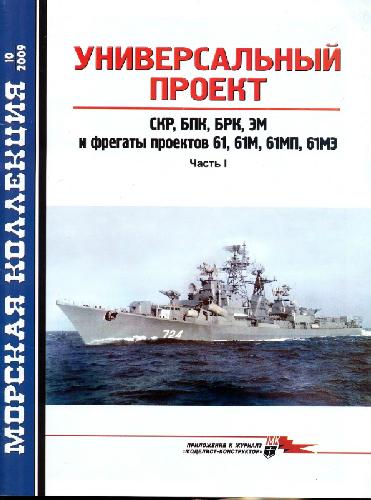 МОРСКАЯ КОЛЛЕКЦИЯ
10
2009
УНИВЕРСАЛЬНЫЙ
ПРОЕКТ
СКР, БПК, БРК, ЭМ
и фрегаты проектов 61, 61М, 61МП, 61МЭ
Часть I
724
ПРИЛОЖЕНИЕ К ЖУРНАЛУ
«МОДЕЛИСТ-КОНСТРУКТОР»